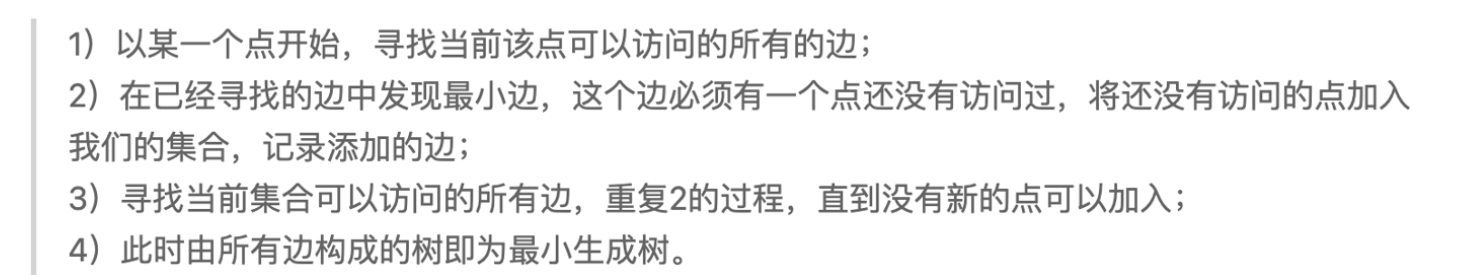 1）以某一个点开始，寻找当前该点可以访问的所有的边；
2）在已经寻找的边中发现最小边，这个边必须有一个点还没有访问过，将还没有访问的点加入
我们的集合，记录添加的边；
3）寻找当前集合可以访问的所有边，重复2的过程，直到没有新的点可以加入；
4）此时由所有边构成的树即为最小生成树。